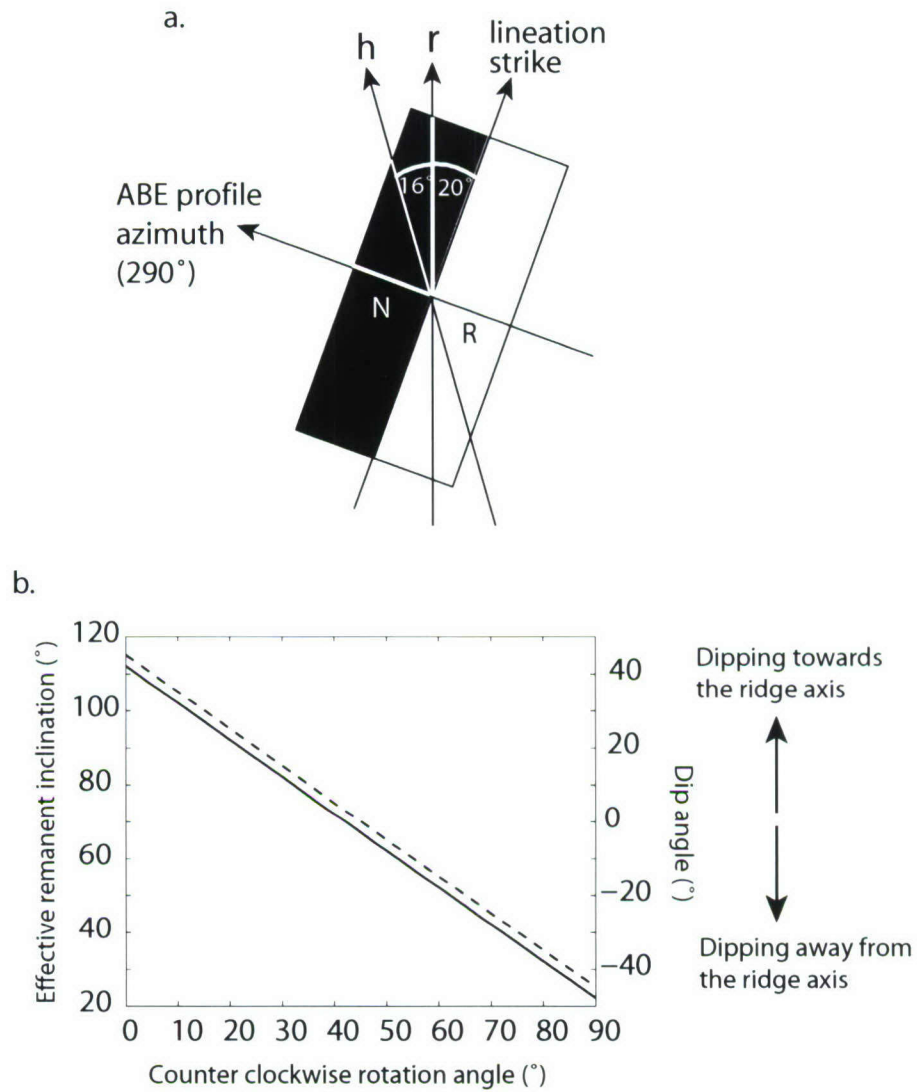 a.
h
r
lineation
strike
16° 20°
ABE profile
azimuth
(290°)
N
R
b.
Effective remanent inclination (°)
120
100
80
60
40
20
0 10 20 30 40 50 60 70 80 90
Counter clockwise rotation angle (°)
40
20
0
−20
−40
Dip angle (°)
Dipping towards
the ridge axis
Dipping away from
the ridge axis